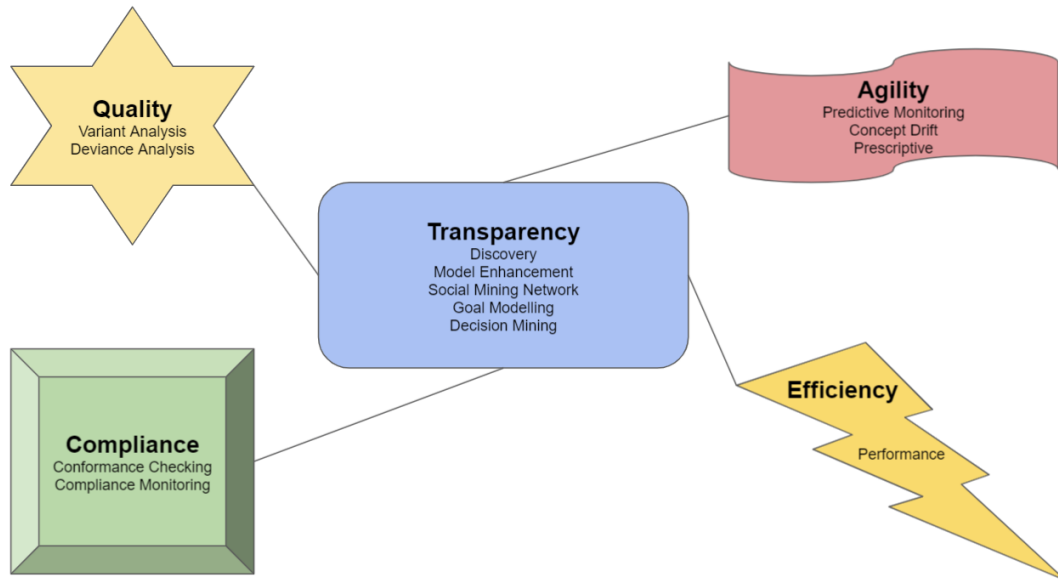 Quality
Variant Analysis
Deviance Analysis
Agility
Predictive Monitoring
Concept Drift
Prescriptive
Transparency
Discovery
Model Enhancement
Social Mining Network
Goal Modelling
Decision Mining
Compliance
Conformance Checking
Compliance Monitoring
Efficiency
Performance